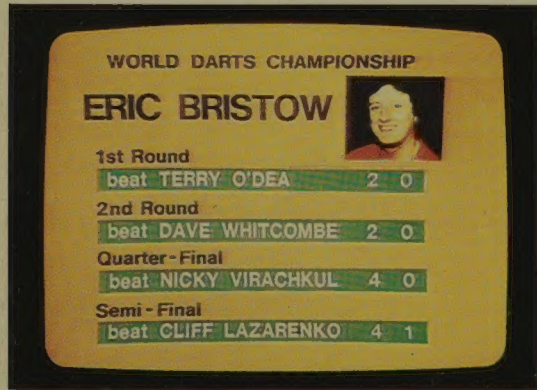 WORLD DARTS CHAMPIONSHIP
ERIC BRISTOW
1st Round
beat TERRY O'DEA 2 0
2nd Round
beat DAVE WHITCOMBE 2 0
Quarter-Final
beat NICKY VIRACHKUL 4 0
Semi-Final
beat CLIFF LAZARENKO 4 1